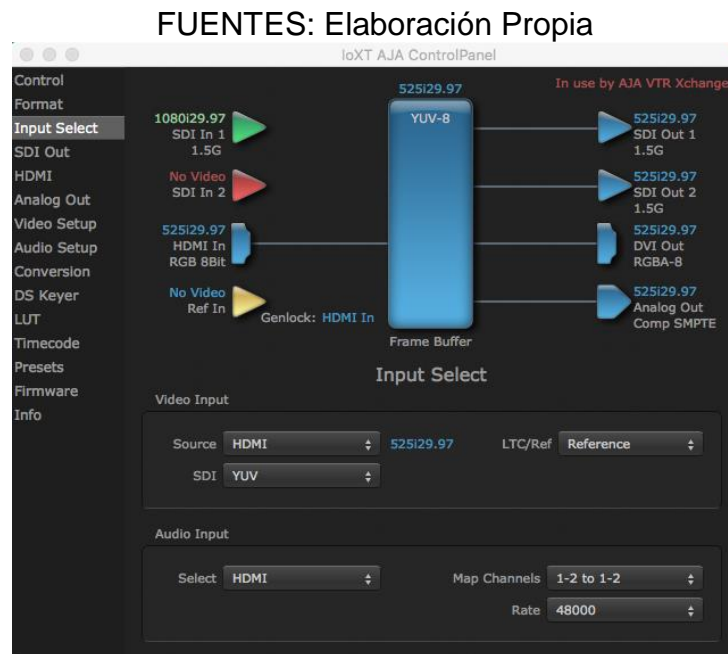 FUENTES: Elaboración Propia
IoXT AJA ControlPanel
Control
Format
Input Select
SDI Out
HDMI
Analog Out
Video Setup
Audio Setup
Conversion
DS Keyer
LUT
Timecode
Presets
Firmware
Info
525i29.97
In use by AJA VTR Xchange
1080i29.97
SDI In 1
1.5G
No Video
SDI In 2
525i29.97
HDMI In
RGB 8Bit
No Video
Ref In
Genlock: HDMI In
YUV-8
Frame Buffer
525i29.97
SDI Out 1
1.5G
525i29.97
SDI Out 2
1.5G
525i29.97
DVI Out
RGBA-8
525i29.97
Analog Out
Comp SMPTE
Input Select
Video Input
Source HDMI 525i29.97 LTC/Ref Reference
SDI YUV
Audio Input
Select HDMI Map Channels 1-2 to 1-2
Rate 48000